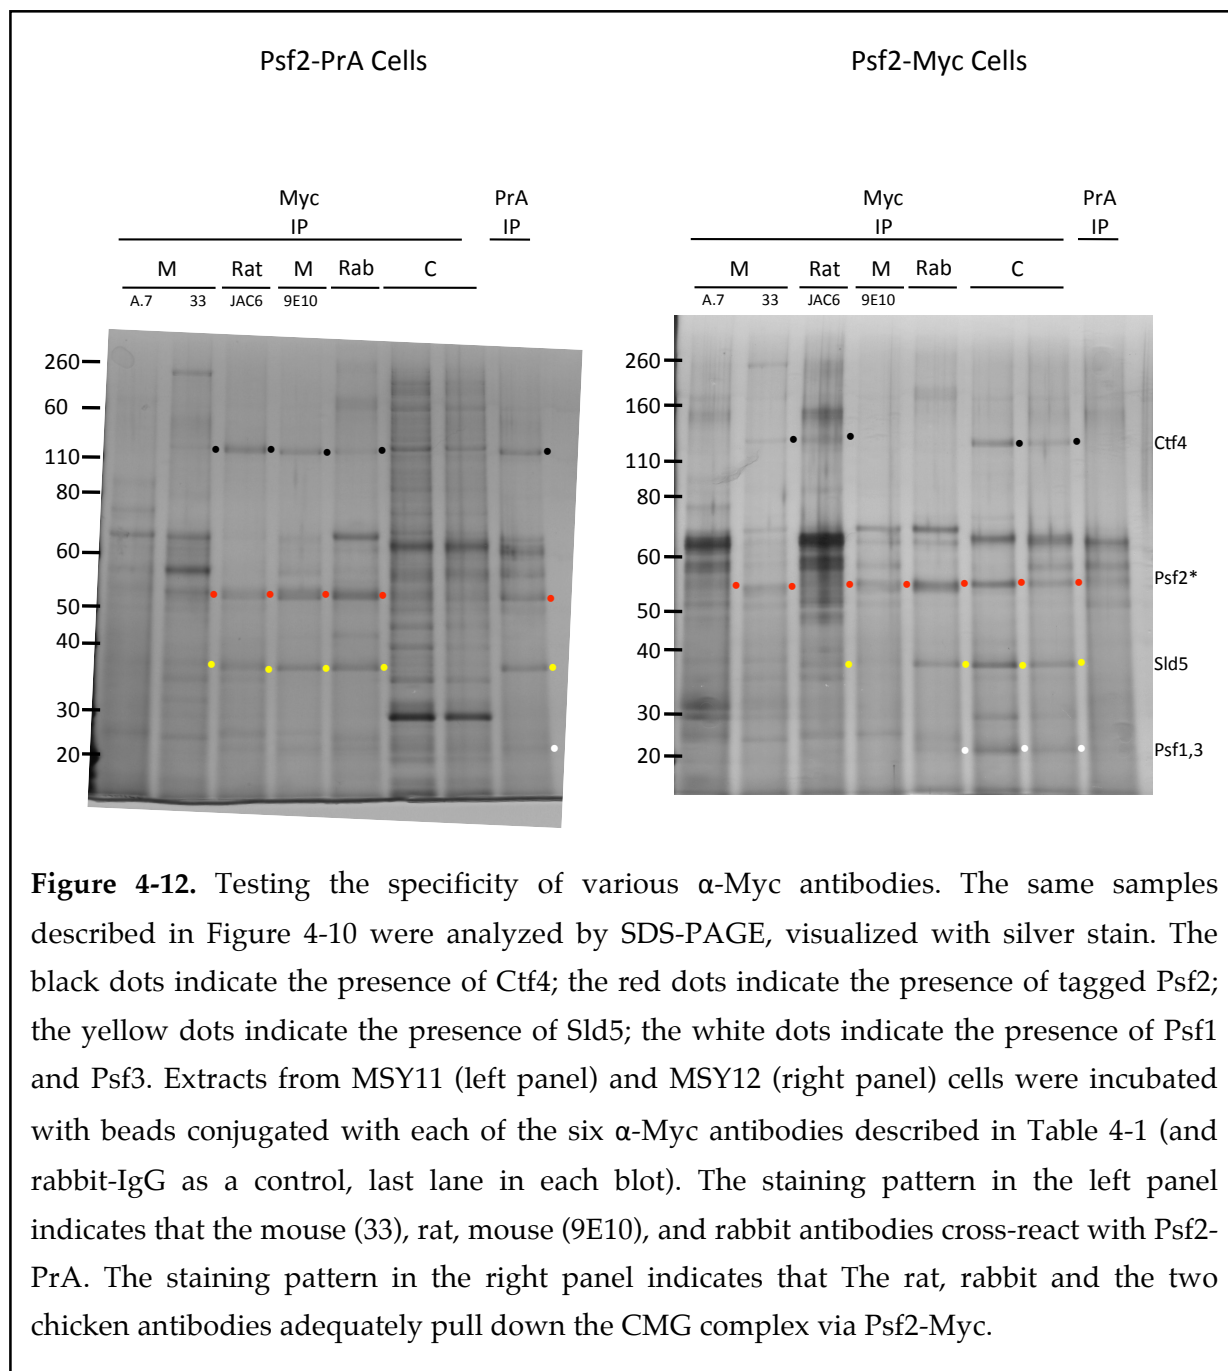 Psf2-PrA Cells
Psf2-Myc Cells
Myc
IP
PrA
IP
Myc
IP
PrA
IP
M
Rat
M
Rab
C
M
Rat
M
Rab
C
A.7
33
JAC6
9E10
A.7
33
JAC6
9E10
260
60
110
80
60
50
40
30
20
260
160
110
80
60
50
40
30
20
Ctf4
Psf2*
Sld5
Psf1,3
Figure 4-12. Testing the specificity of various α-Myc antibodies. The same samples
described in Figure 4-10 were analyzed by SDS-PAGE, visualized with silver stain. The
black dots indicate the presence of Ctf4; the red dots indicate the presence of tagged Psf2;
the yellow dots indicate the presence of Sld5; the white dots indicate the presence of Psf1
and Psf3. Extracts from MSY11 (left panel) and MSY12 (right panel) cells were incubated
with beads conjugated with each of the six α-Myc antibodies described in Table 4-1 (and
rabbit-IgG as a control, last lane in each blot). The staining pattern in the left panel
indicates that the mouse (33), rat, mouse (9E10), and rabbit antibodies cross-react with Psf2-
PrA. The staining pattern in the right panel indicates that The rat, rabbit and the two
chicken antibodies adequately pull down the CMG complex via Psf2-Myc.